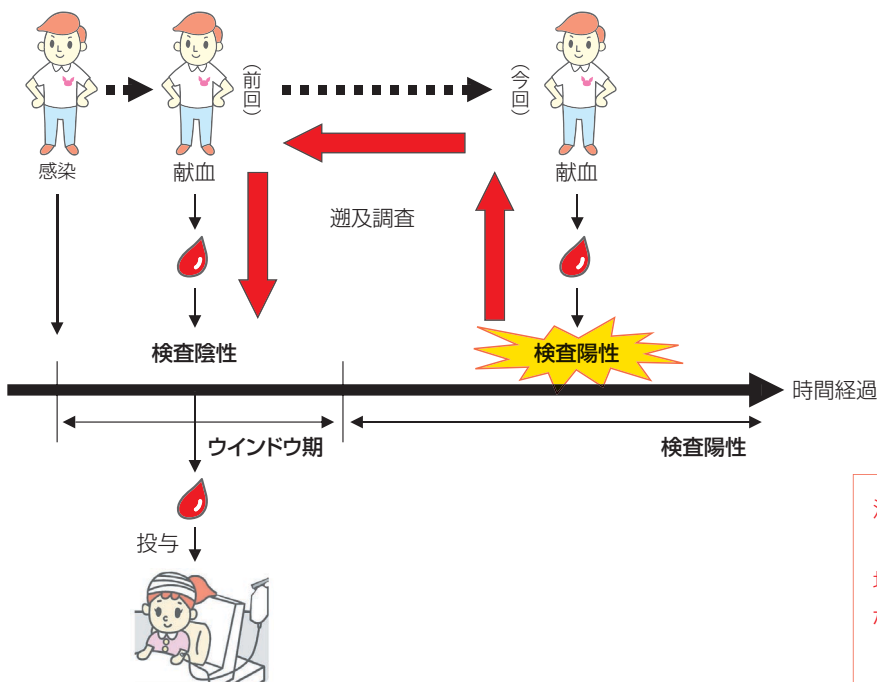 (前回)
(今回)
感染
献血
献血
遡及調査
検査陰性
検査陽性
時間経過
ウインドウ期
検査陽性
投与